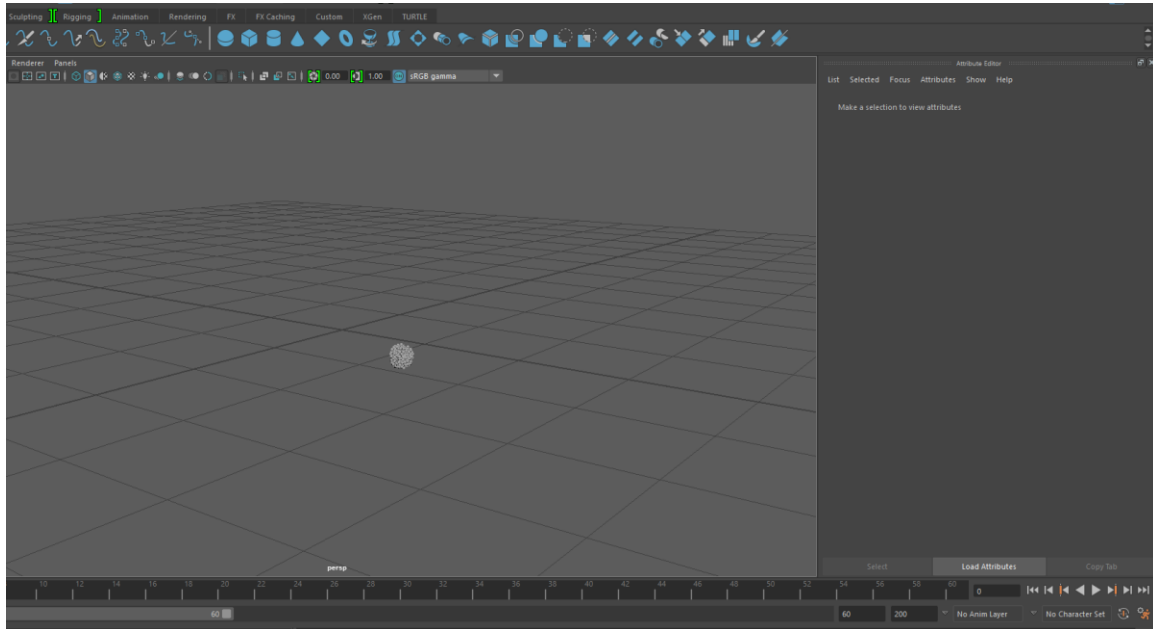 Sculpting Rigging Animation Rendering FX FX Caching Custom XGen TURTLE
Renderer Panels
0.00 1.00 sRGB gamma
Attribute Editor
List Selected Focus Attributes Show Help
Make a selection to view attributes
persp
Select Load Attributes Copy Tab
10 12 14 16 18 20 22 24 26 28 30 32 34 36 38 40 42 44 46 48 50 52 54 56 58 60 0
60 60 200 No Anim Layer No Character Set